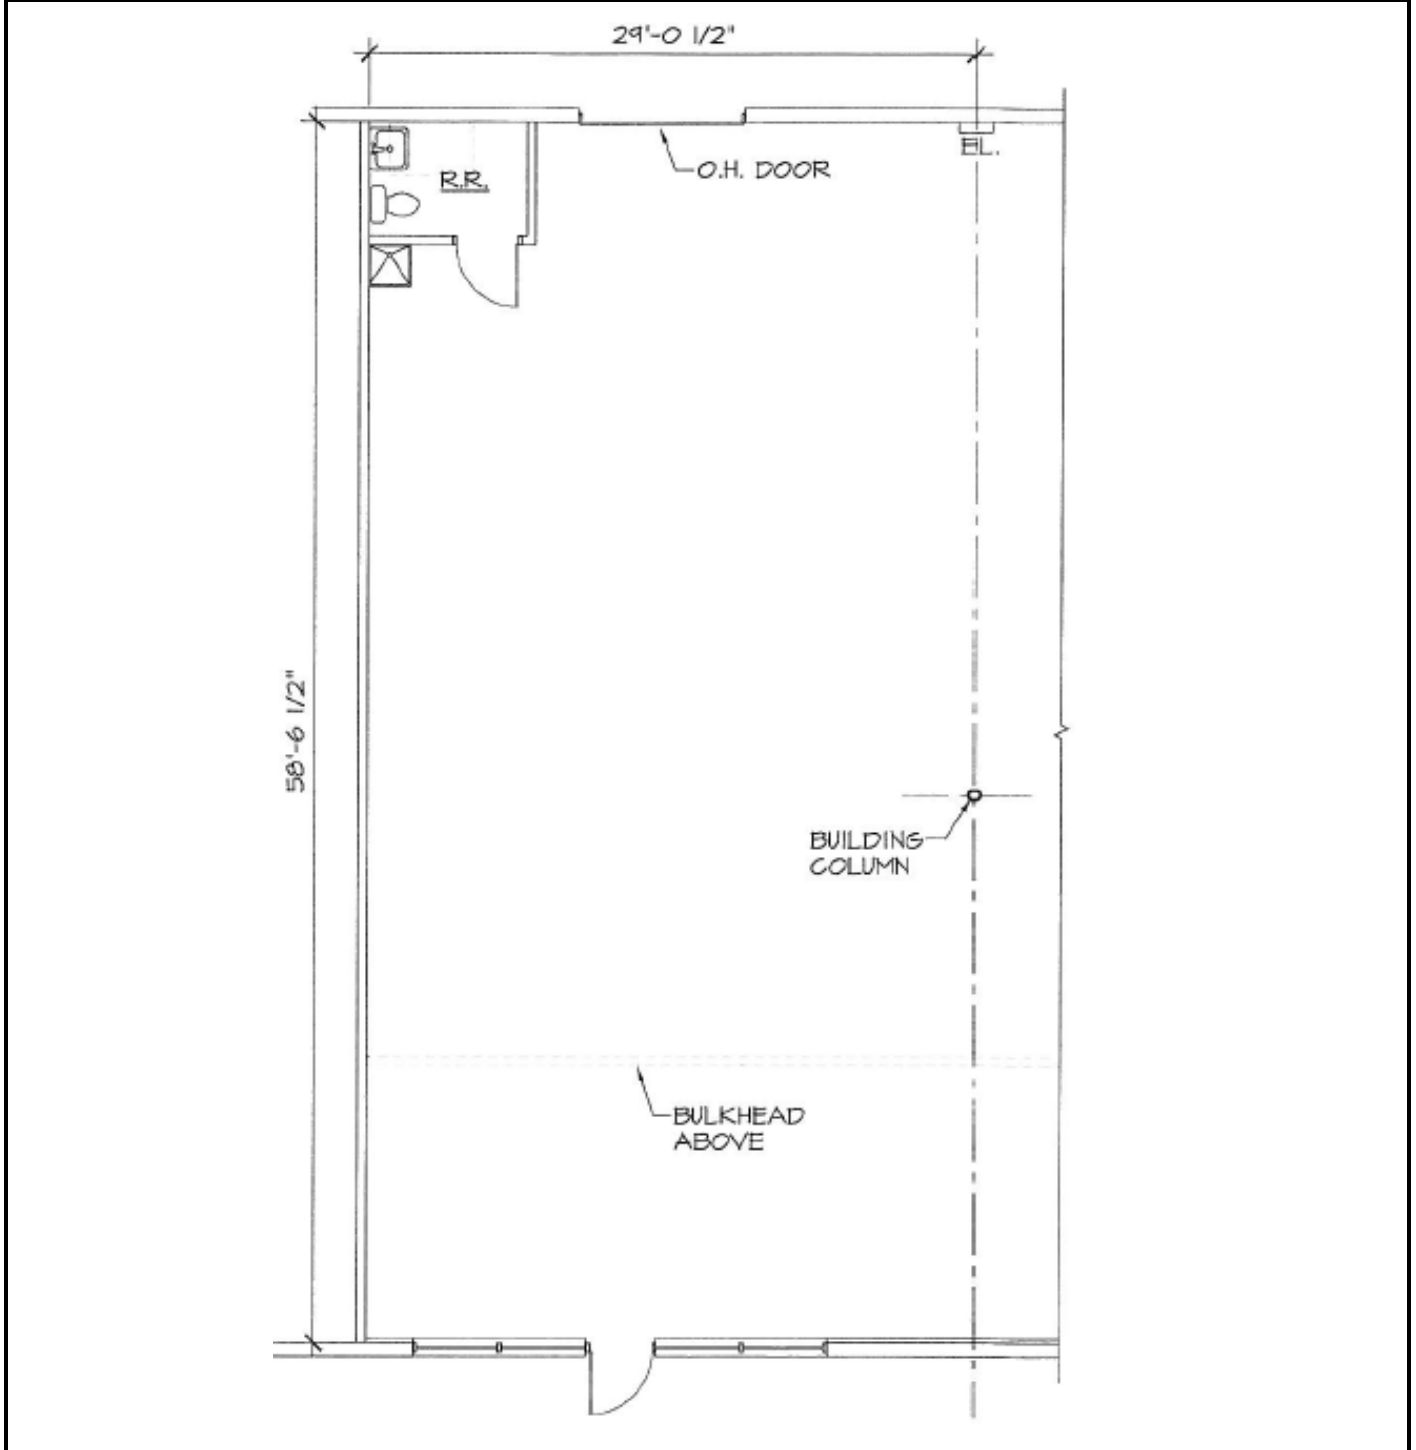 29'-0 1/2"
EL.
O.H. DOOR
R.R.
58'-6 1/2"
BUILDING
COLUMN
BULKHEAD
ABOVE